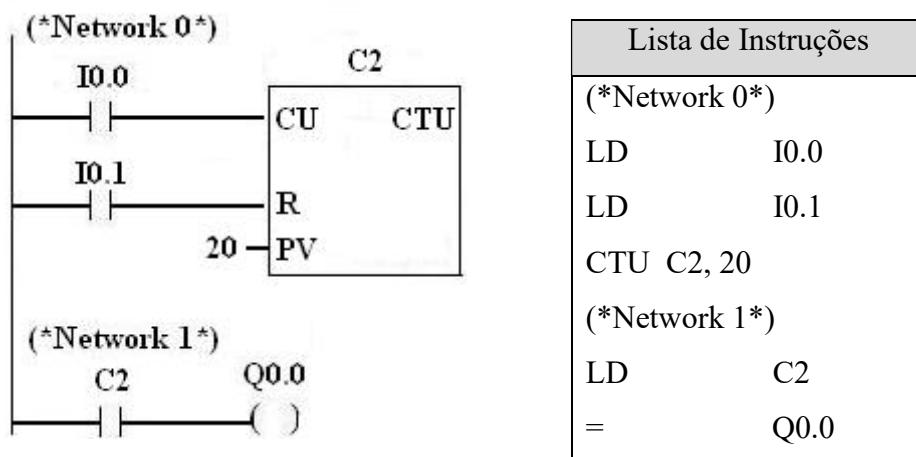 (*Network 0*)
I0.0
C2
CU CTU
I0.1
R
20 PV
(*Network 1*)
C2 Q0.0
( )
Lista de Instruções
(*Network 0*)
LD I0.0
LD I0.1
CTU C2, 20
(*Network 1*)
LD C2
= Q0.0